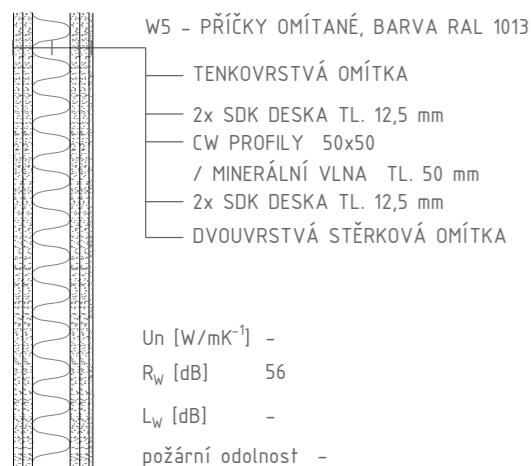 W5 - PŘÍČKY OMÍTANÉ, BARVA RAL 1013
TENKOVRSTVÁ OMÍTKA
2x SDK DESKA TL. 12,5 mm
CW PROFILY 50x50
/ MINERÁLNÍ VLNA TL. 50 mm
2x SDK DESKA TL. 12,5 mm
DVOUVRSTVÁ STĚRKOVÁ OMÍTKA
Un [W/mK⁻¹] -
R_W [dB] 56
L_W [dB] -
požární odolnost -